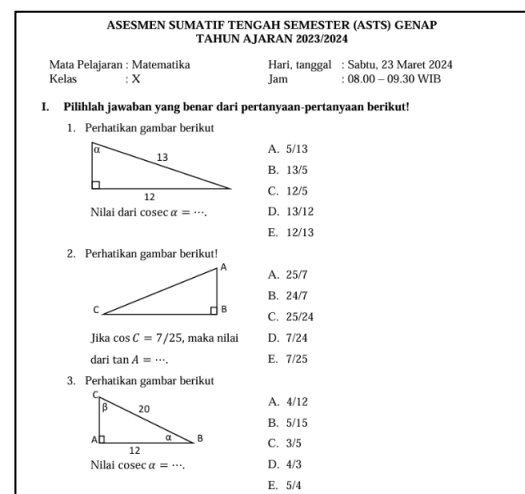 ASESMEN SUMATIF TENGAH SEMESTER (ASTS) GENAP
TAHUN AJARAN 2023/2024
Mata Pelajaran : Matematika Hari, tanggal : Sabtu, 23 Maret 2024
Kelas : X Jam : 08.00 – 09.30 WIB
I. Pilihlah jawaban yang benar dari pertanyaan-pertanyaan berikut!
1. Perhatikan gambar berikut
α
13
12
Nilai dari cosec α = ⋯.
A. 5/13
B. 13/5
C. 12/5
D. 13/12
E. 12/13
2. Perhatikan gambar berikut!
A
C
B
Jika cos C = 7/25, maka nilai
dari tan A = ⋯.
A. 25/7
B. 24/7
C. 25/24
D. 7/24
E. 7/25
3. Perhatikan gambar berikut
C
β
20
A
α
B
12
Nilai cosec α = ⋯.
A. 4/12
B. 5/15
C. 3/5
D. 4/3
E. 5/4